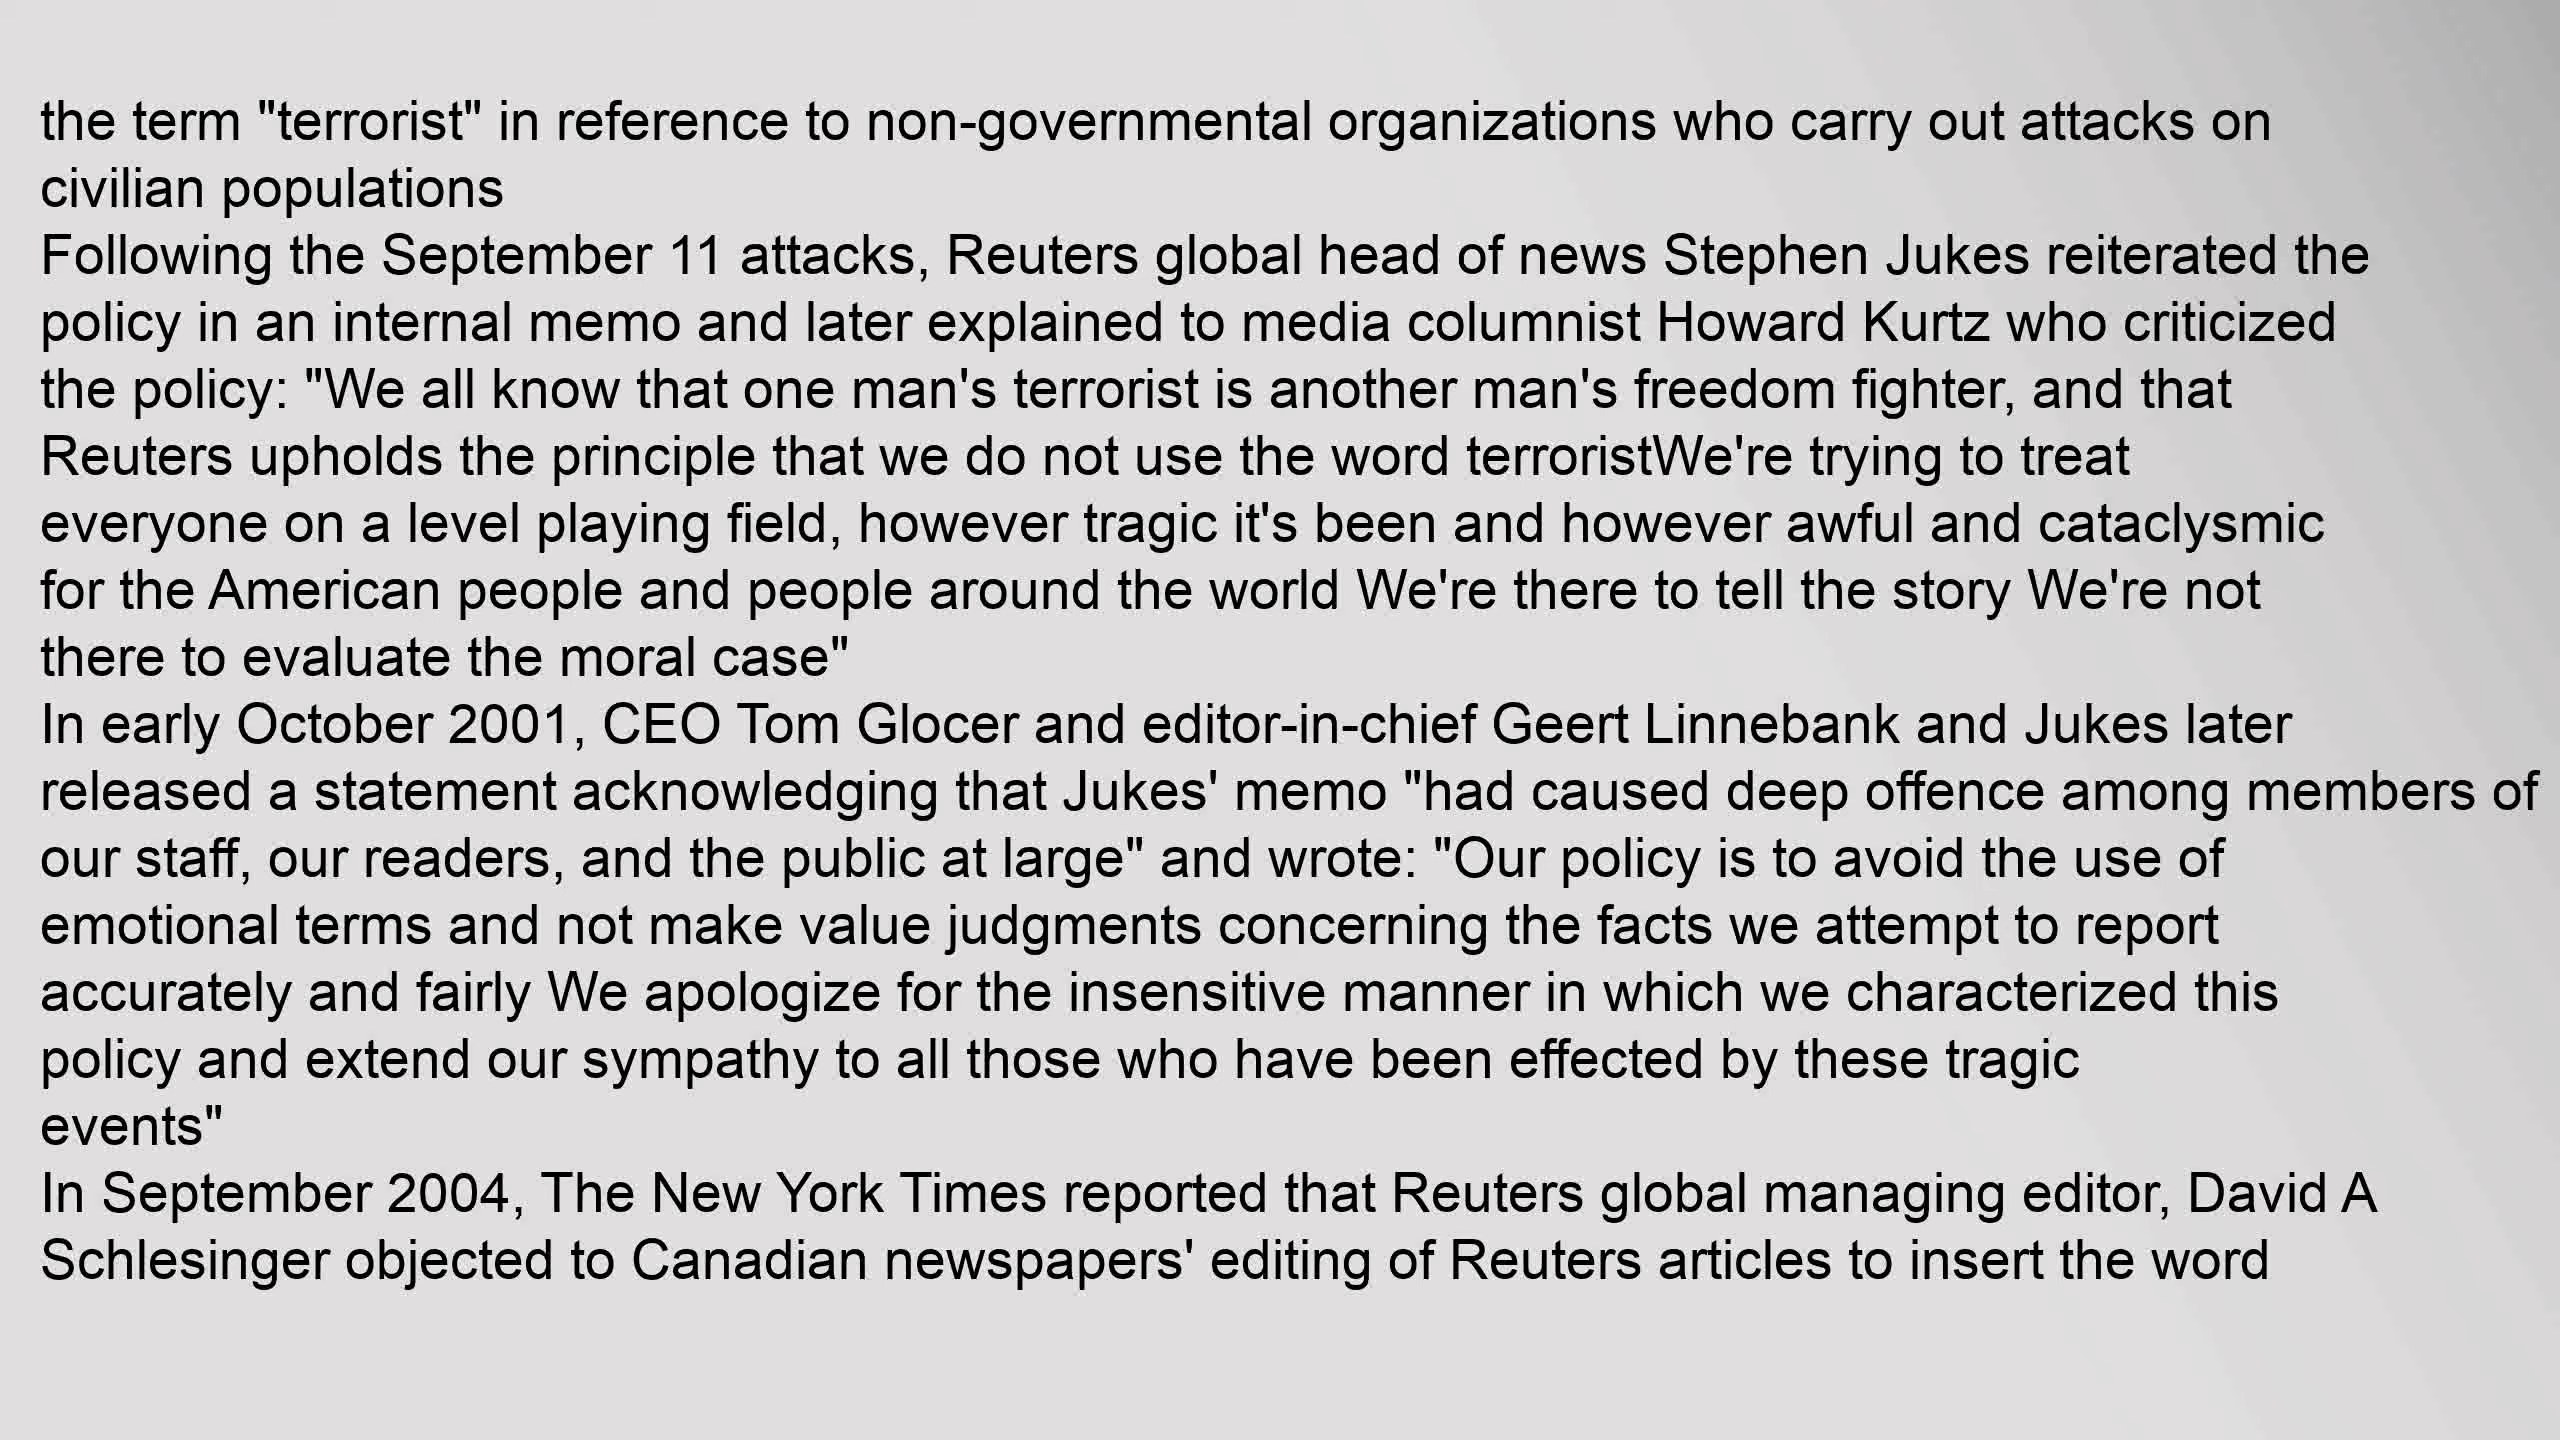 the term "terrorist" in reference to non-governmental organizations who carry out attacks on
civilian populations
Following the September 11 attacks, Reuters global head of news Stephen Jukes reiterated the
policy in an internal memo and later explained to media columnist Howard Kurtz who criticized
the policy: "We all know that one man's terrorist is another man's freedom fighter, and that
Reuters upholds the principle that we do not use the word terroristWe're trying to treat
everyone on a level playing field, however tragic it's been and however awful and cataclysmic
for the American people and people around the world We're there to tell the story We're not
there to evaluate the moral case"
In early October 2001, CEO Tom Glocer and editor-in-chief Geert Linnebank and Jukes later
released a statement acknowledging that Jukes' memo "had caused deep offence among members of
our staff, our readers, and the public at large" and wrote: "Our policy is to avoid the use of
emotional terms and not make value judgments concerning the facts we attempt to report
accurately and fairly We apologize for the insensitive manner in which we characterized this
policy and extend our sympathy to all those who have been effected by these tragic
events"
In September 2004, The New York Times reported that Reuters global managing editor, David A
Schlesinger objected to Canadian newspapers' editing of Reuters articles to insert the word